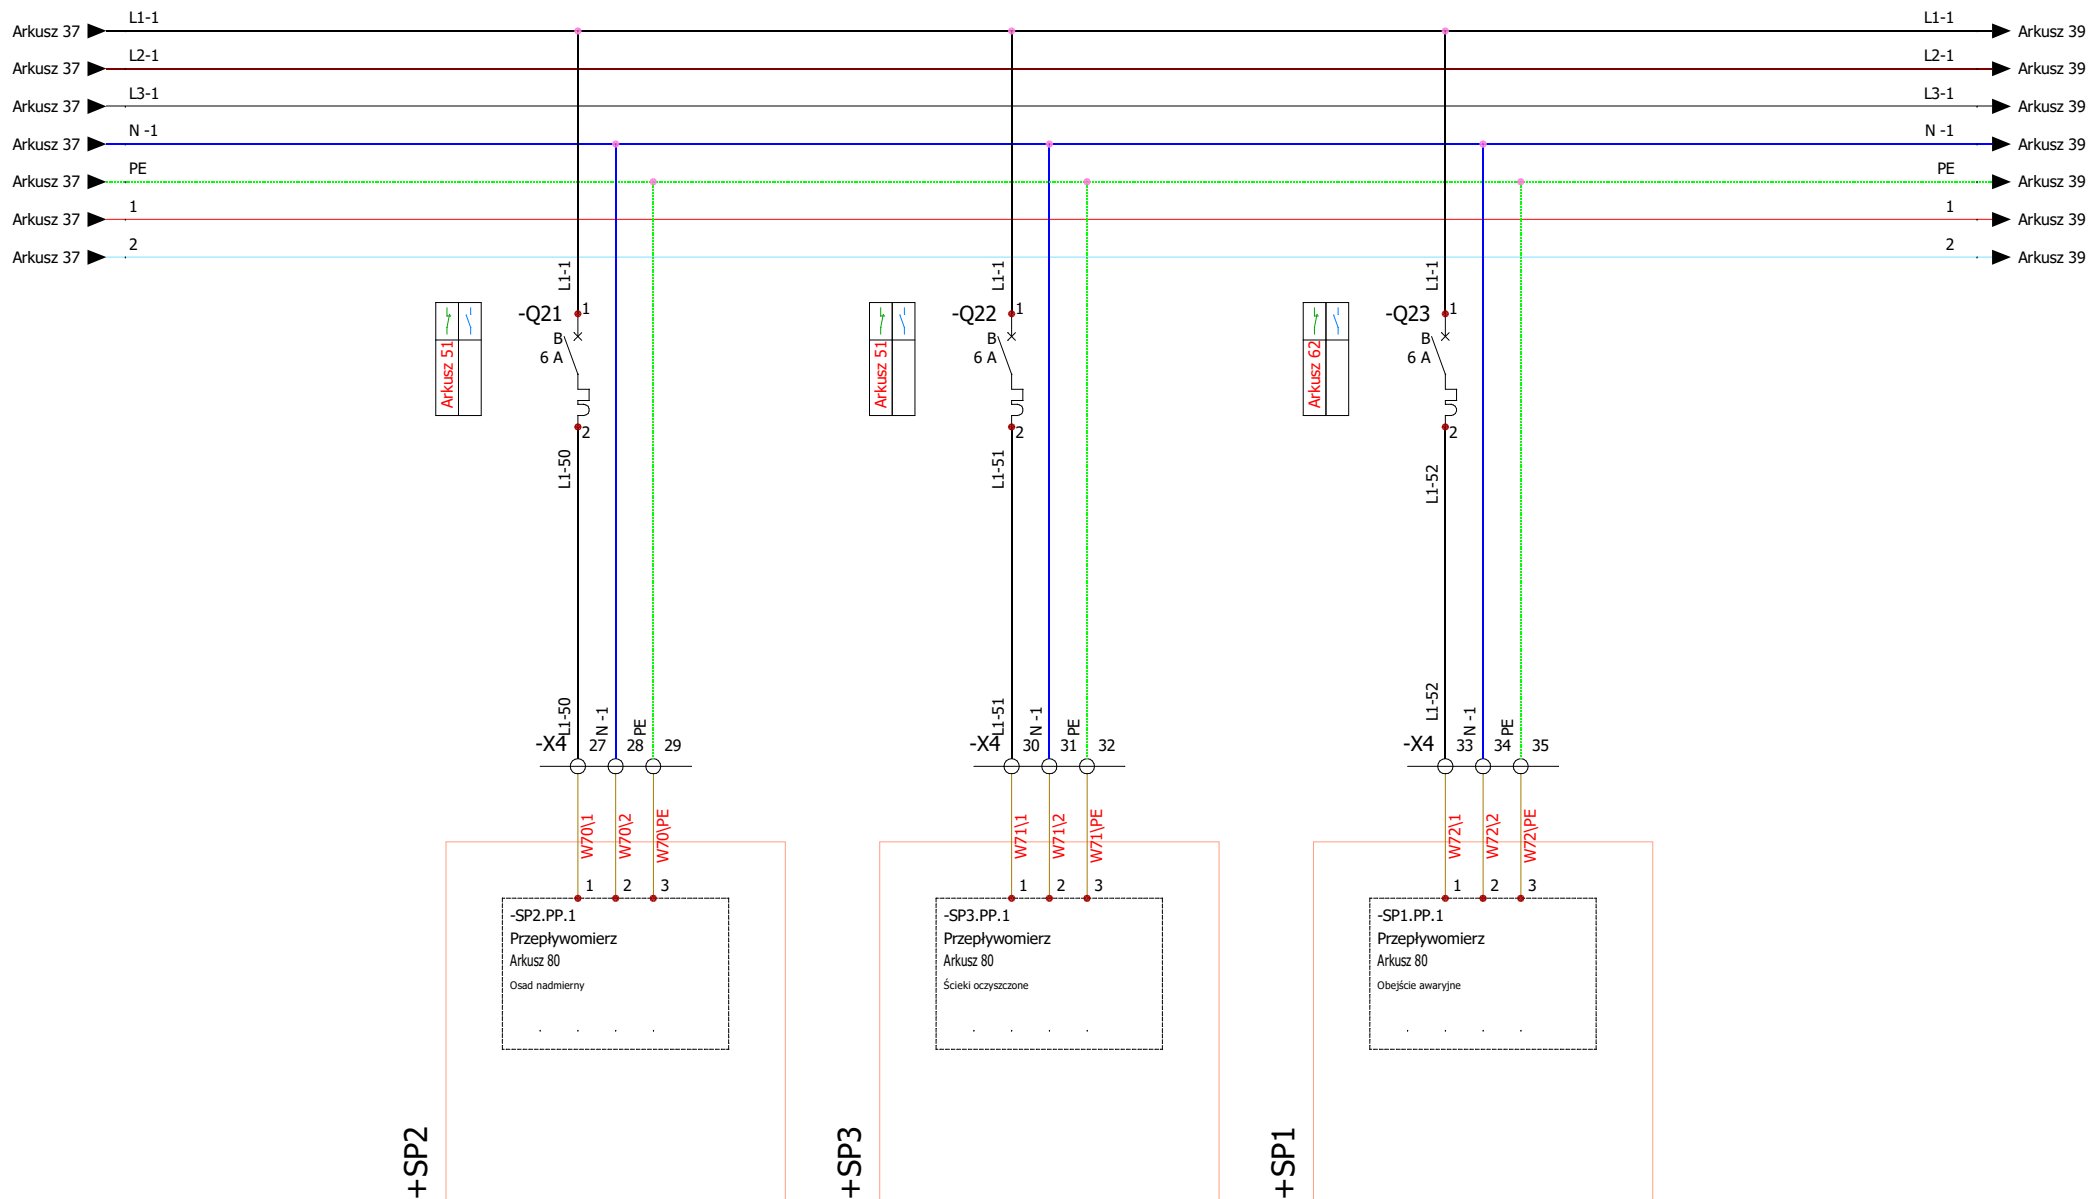 Arkusz 37 L1-1 L1-1 Arkusz 39
Arkusz 37 L2-1 L2-1 Arkusz 39
Arkusz 37 L3-1 L3-1 Arkusz 39
Arkusz 37 N -1 N -1 Arkusz 39
Arkusz 37 PE PE Arkusz 39
Arkusz 37 1 1 Arkusz 39
Arkusz 37 2 2 Arkusz 39
L1-1
-Q21 1
B
6 A
Arkusz 51
2
L1-50
L1-50
N -1
PE
-X4 27 28 29
W70\1
W70\2
W70\PE
1 2 3
-SP2.PP.1
Przepływomierz
Arkusz 80
Osad nadmierny
+SP2
L1-1
-Q22 1
B
6 A
Arkusz 51
2
L1-51
L1-51
N -1
PE
-X4 30 31 32
W71\1
W71\2
W71\PE
1 2 3
-SP3.PP.1
Przepływomierz
Arkusz 80
Ścieki oczyszczone
+SP3
L1-1
-Q23 1
B
6 A
Arkusz 62
2
L1-52
L1-52
N -1
PE
-X4 33 34 35
W72\1
W72\2
W72\PE
1 2 3
-SP1.PP.1
Przepływomierz
Arkusz 80
Obejście awaryjne
+SP1